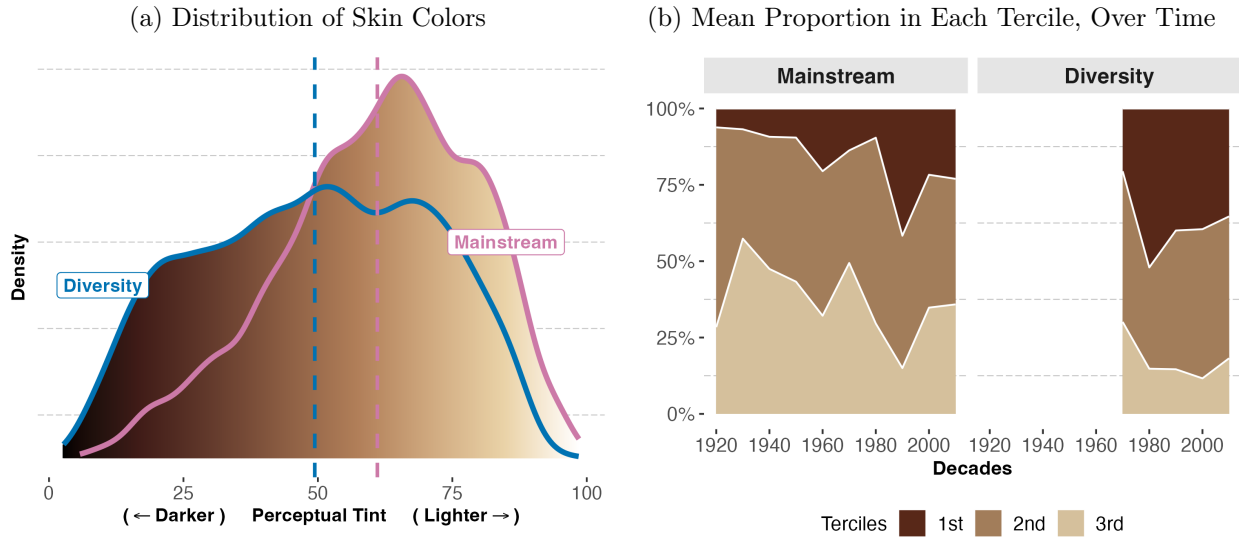 (a) Distribution of Skin Colors
Density
Diversity
Mainstream
0 25 50 75 100
( ← Darker ) Perceptual Tint ( Lighter → )
(b) Mean Proportion in Each Tercile, Over Time
Mainstream Diversity
100%
75%
50%
25%
0%
1920 1940 1960 1980 2000 1920 1940 1960 1980 2000
Decades
Terciles 1st 2nd 3rd